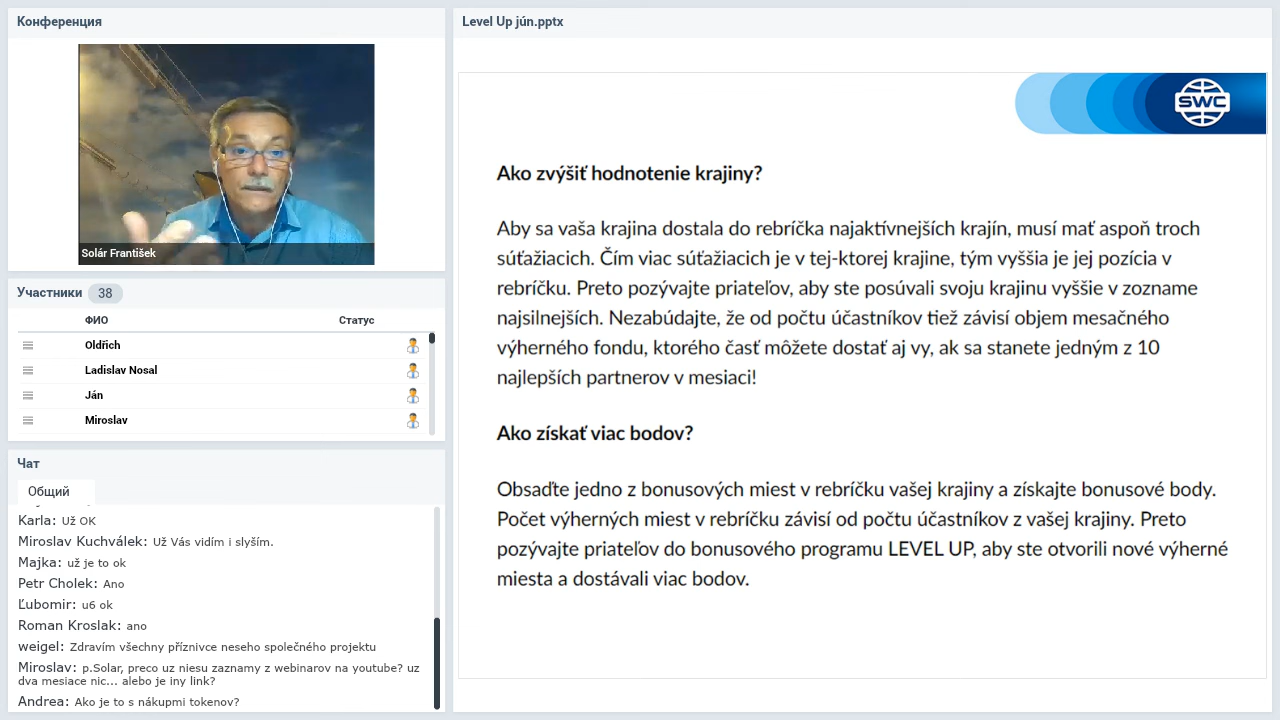 Конференция
Solár František
Участники 38
ФИО Статус
Oldřich
Ladislav Nosal
Ján
Miroslav
Чат
Общий
Karla: Už OK
Miroslav Kuchválek: Už Vás vidím i slyším.
Majka: už je to ok
Petr Cholek: Ano
Ľubomir: u6 ok
Roman Kroslak: ano
weigel: Zdravím všechny příznivce neseho společného projektu
Miroslav: p.Solar, preco uz niesu zaznamy z webinarov na youtube? uz
dva mesiace nic... alebo je iny link?
Andrea: Ako je to s nákupmi tokenov?
Level Up jún.pptx
SWC
Ako zvýšiť hodnotenie krajiny?
Aby sa vaša krajina dostala do rebríčka najaktívnejších krajín, musí mať aspoň troch
súťažiacich. Čím viac súťažiacich je v tej-ktorej krajine, tým vyššia je jej pozícia v
rebríčku. Preto pozývajte priateľov, aby ste posúvali svoju krajinu vyššie v zozname
najsilnejších. Nezabúdajte, že od počtu účastníkov tiež závisí objem mesačného
výherného fondu, ktorého časť môžete dostať aj vy, ak sa stanete jedným z 10
najlepších partnerov v mesiaci!
Ako získať viac bodov?
Obsaďte jedno z bonusových miest v rebríčku vašej krajiny a získajte bonusové body.
Počet výherných miest v rebríčku závisí od počtu účastníkov z vašej krajiny. Preto
pozývajte priateľov do bonusového programu LEVEL UP, aby ste otvorili nové výherné
miesta a dostávali viac bodov.